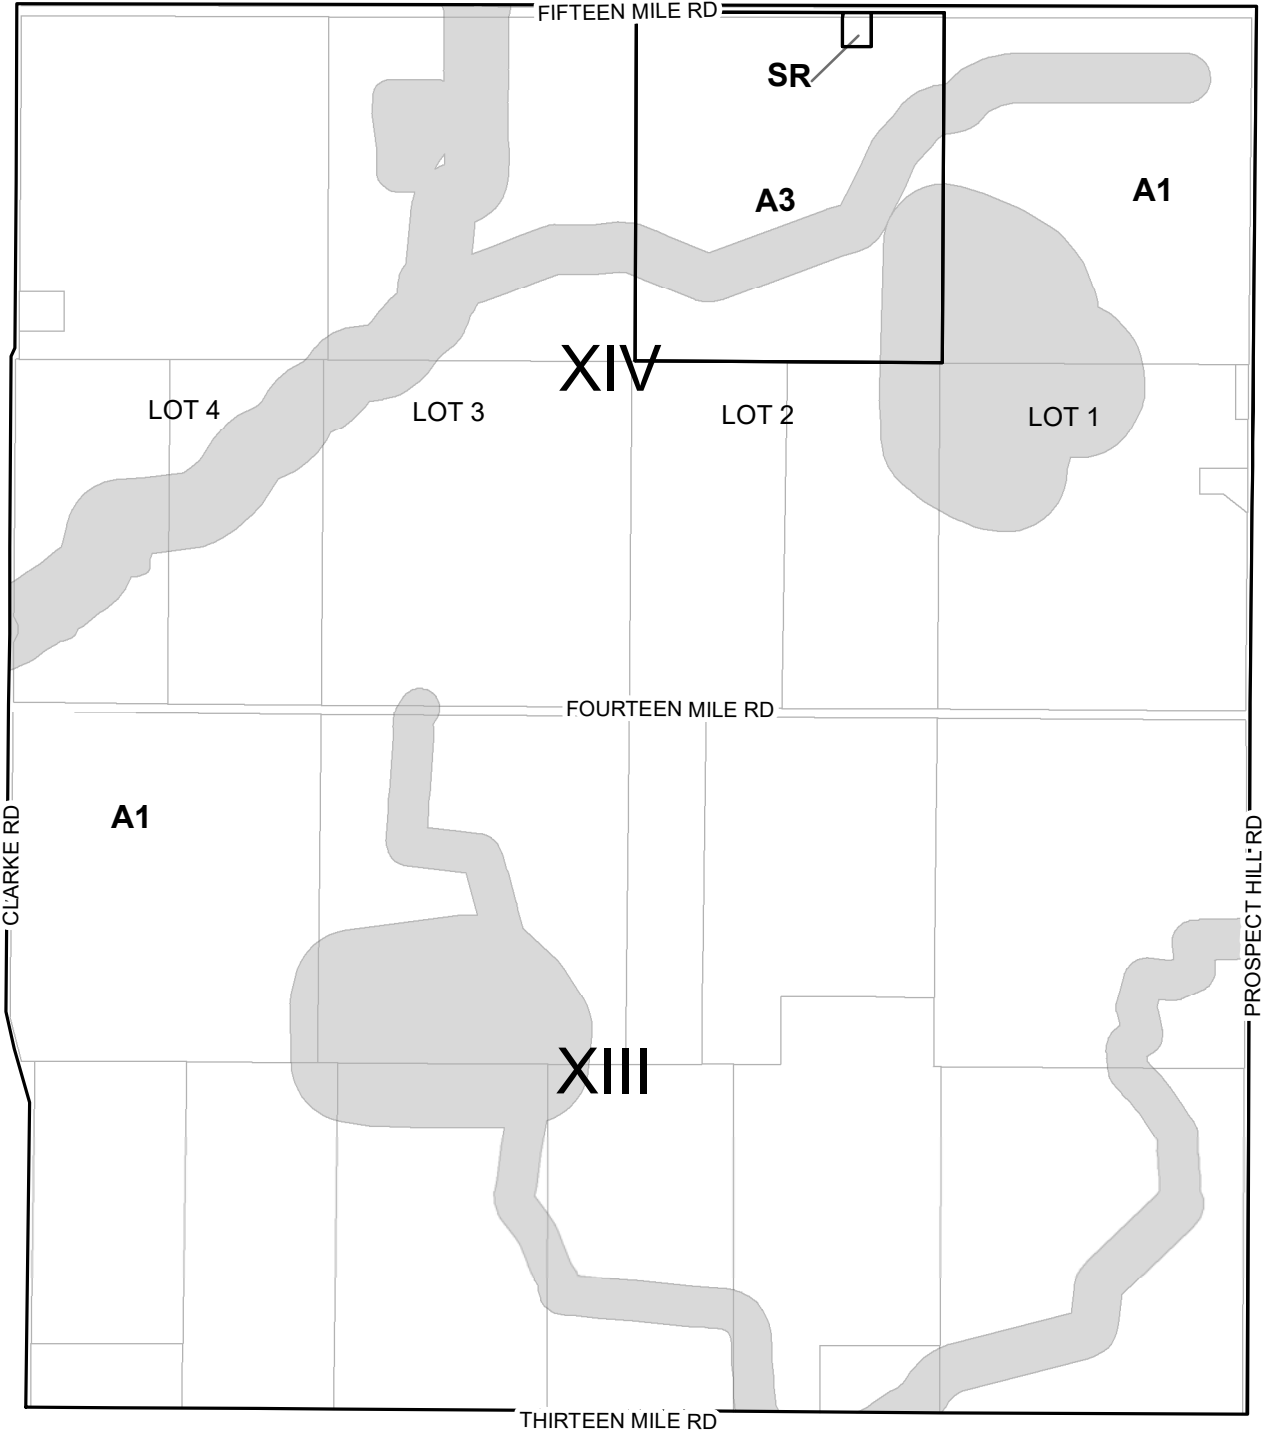 FIFTEEN MILE RD
SR
A3
A1
XIV
LOT 4
LOT 3
LOT 2
LOT 1
FOURTEEN MILE RD
A1
CLARKE RD
PROSPECT HILL RD
XIII
THIRTEEN MILE RD